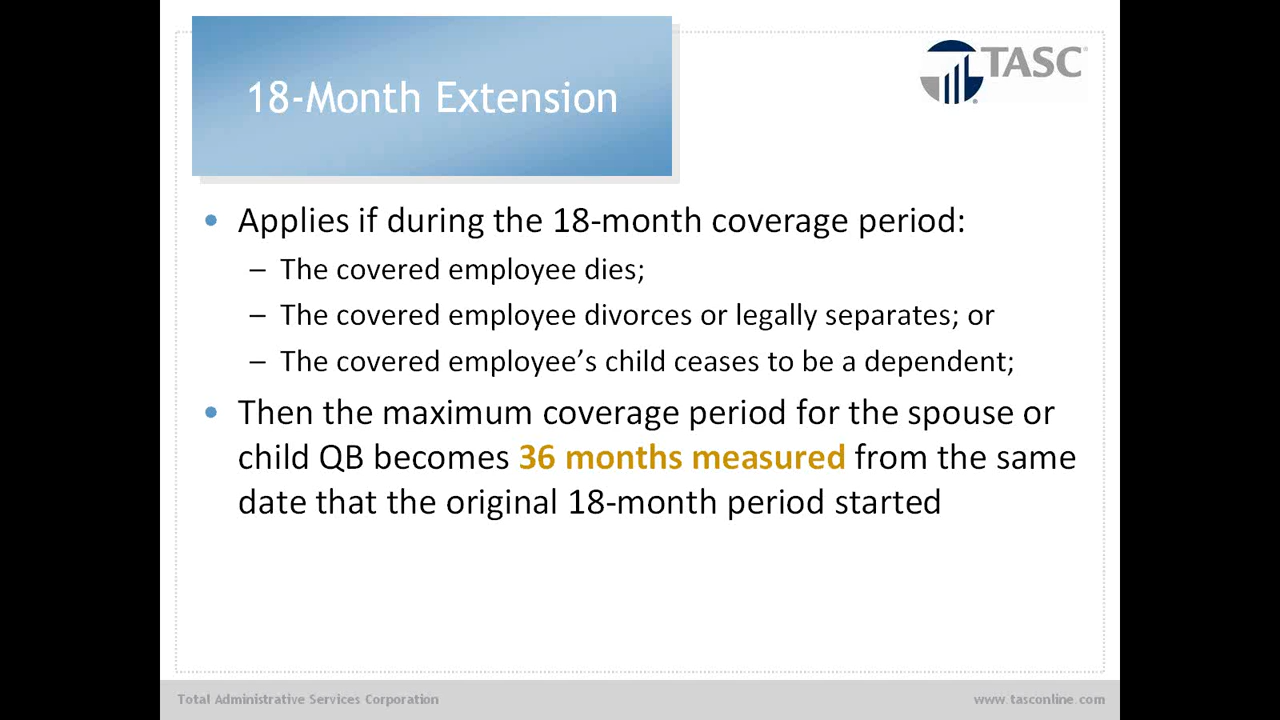 18-Month Extension
TASC
• Applies if during the 18-month coverage period:
– The covered employee dies;
– The covered employee divorces or legally separates; or
– The covered employee’s child ceases to be a dependent;
• Then the maximum coverage period for the spouse or
child QB becomes 36 months measured from the same
date that the original 18-month period started
Total Administrative Services Corporation
www.tasconline.com